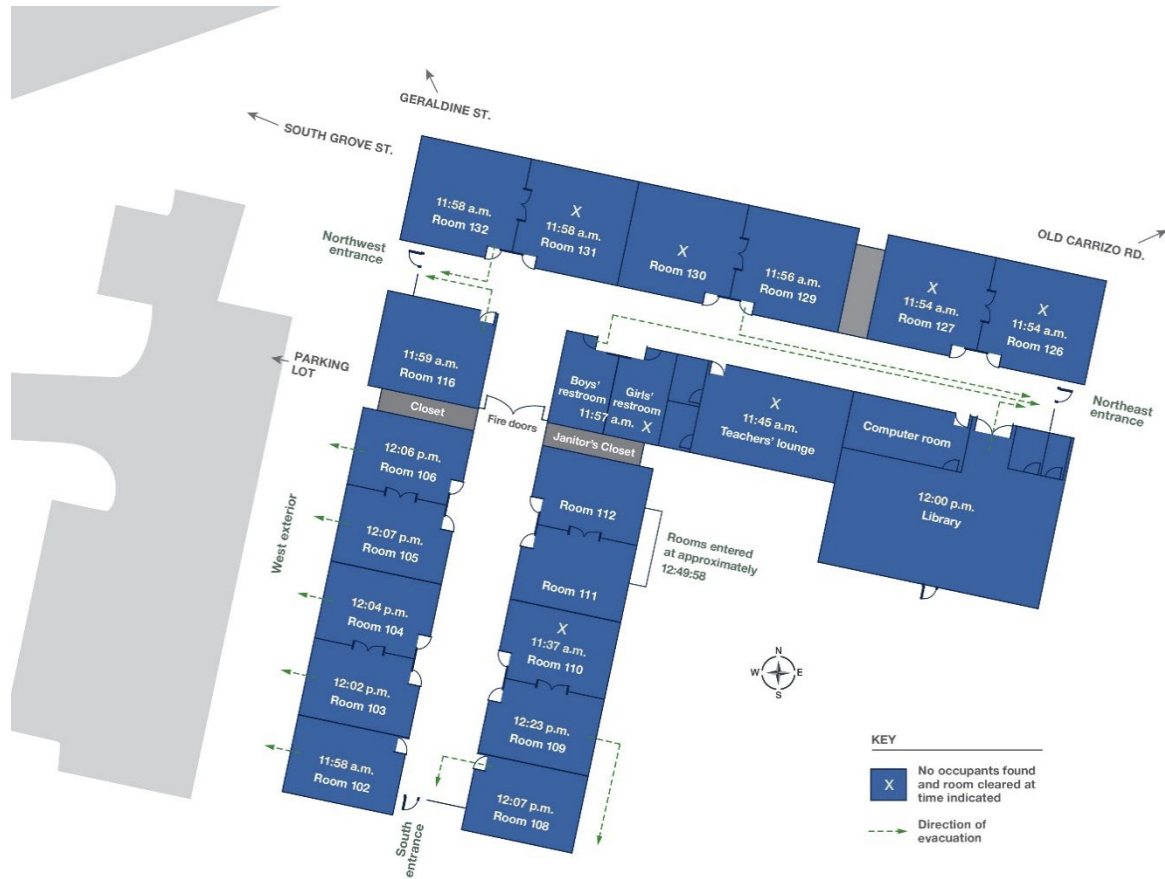 GERALDINE ST.
SOUTH GROVE ST.
OLD CARRIZO RD.
Northwest
entrance
11:58 a.m.
Room 132
X
11:58 a.m.
Room 131
X
Room 130
11:56 a.m.
Room 129
X
11:54 a.m.
Room 127
X
11:54 a.m.
Room 126
PARKING
LOT
11:59 a.m.
Room 116
Closet
Fire doors
Boys’
restroom
Girls’
restroom
11:57 a.m.
X
Janitor’s Closet
X
11:45 a.m.
Teachers’ lounge
Computer room
Northeast
entrance
12:00 p.m.
Library
West exterior
12:06 p.m.
Room 106
12:07 p.m.
Room 105
12:04 p.m.
Room 104
12:02 p.m.
Room 103
11:58 a.m.
Room 102
Room 112
Room 111
Rooms entered
at approximately
12:49:58
X
11:37 a.m.
Room 110
12:23 p.m.
Room 109
12:07 p.m.
Room 108
South
entrance
N
W
E
S
KEY
X
No occupants found
and room cleared at
time indicated
Direction of
evacuation